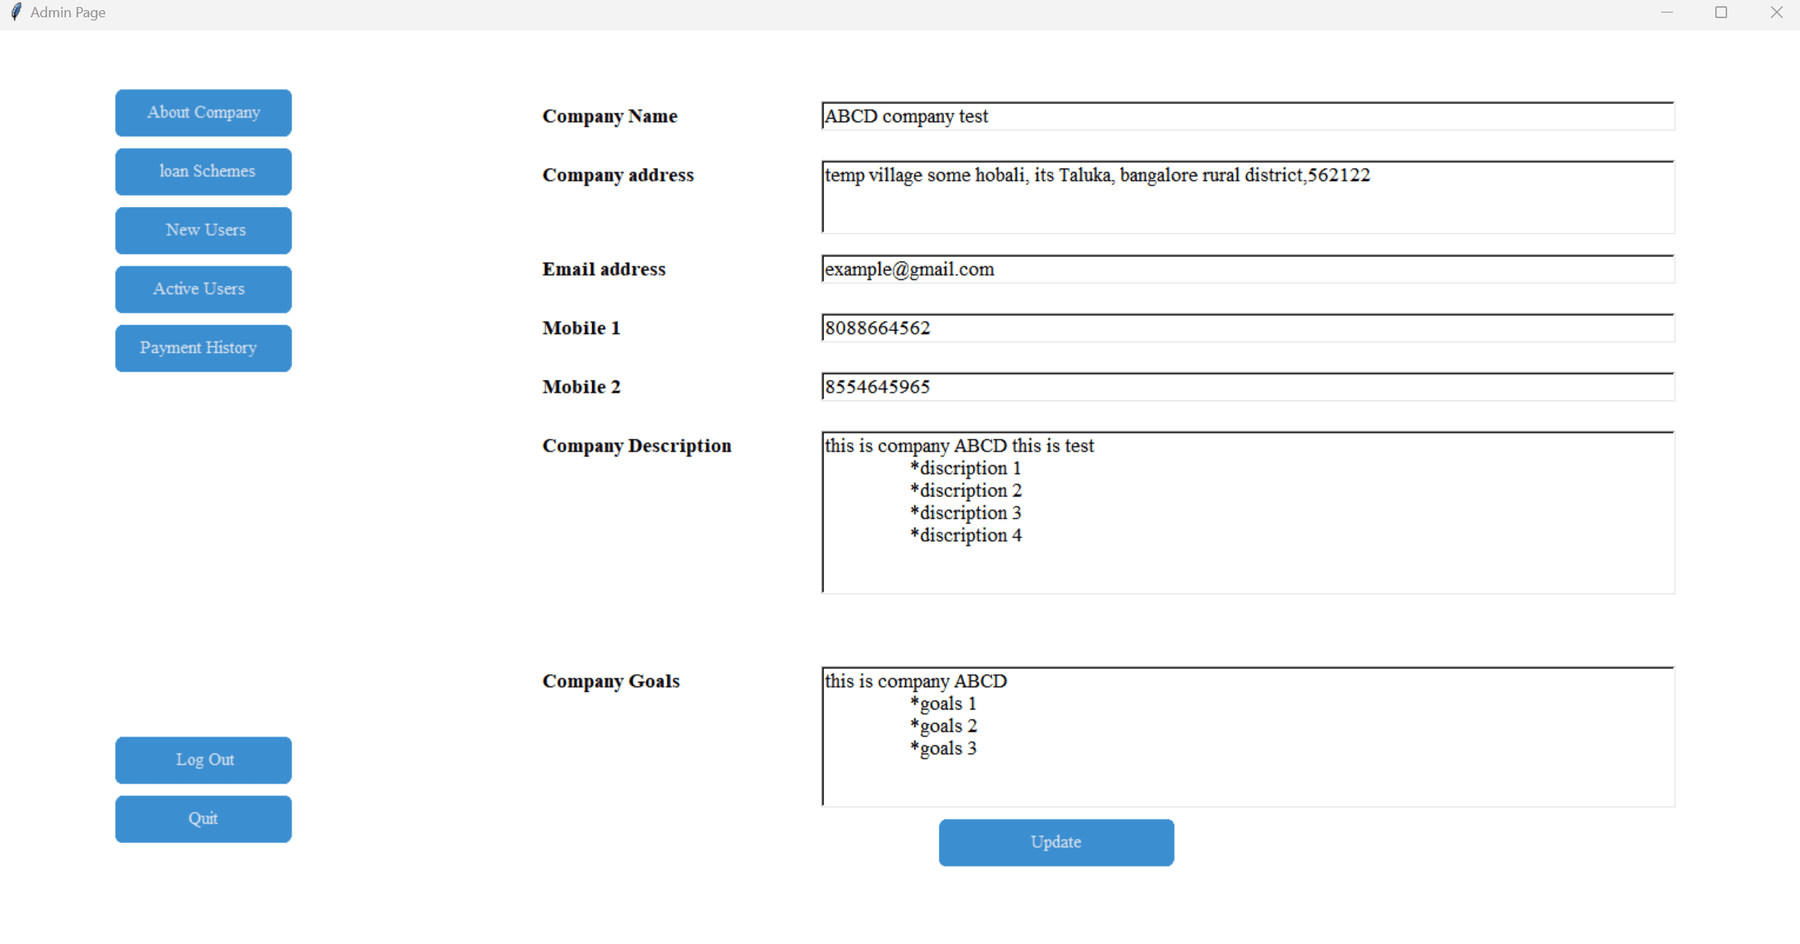 Admin Page
About Company
loan Schemes
New Users
Active Users
Payment History
Log Out
Quit
Company Name
ABCD company test
Company address
temp village some hobali, its Taluka, bangalore rural district,562122
Email address
example@gmail.com
Mobile 1
8088664562
Mobile 2
8554645965
Company Description
this is company ABCD this is test
*discription 1
*discription 2
*discription 3
*discription 4
Company Goals
this is company ABCD
*goals 1
*goals 2
*goals 3
Update